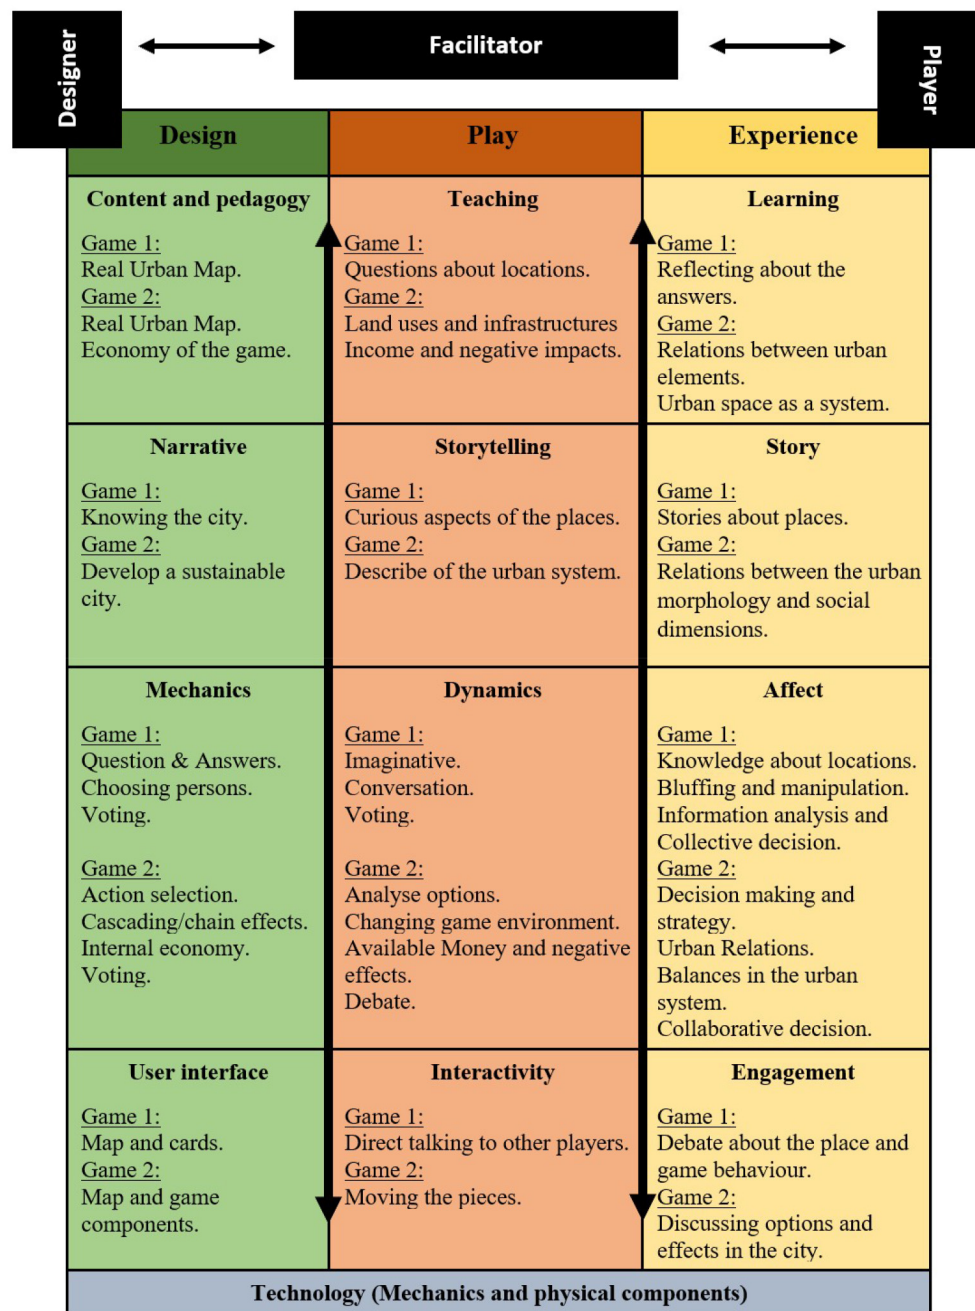 Designer
Facilitator
Player
Design
Play
Experience
Content and pedagogy
Game 1:
Real Urban Map.
Game 2:
Real Urban Map.
Economy of the game.
Teaching
Game 1:
Questions about locations.
Game 2:
Land uses and infrastructures
Income and negative impacts.
Learning
Game 1:
Reflecting about the
answers.
Game 2:
Relations between urban
elements.
Urban space as a system.
Narrative
Game 1:
Knowing the city.
Game 2:
Develop a sustainable
city.
Storytelling
Game 1:
Curious aspects of the places.
Game 2:
Describe of the urban system.
Story
Game 1:
Stories about places.
Game 2:
Relations between the urban
morphology and social
dimensions.
Mechanics
Game 1:
Question & Answers.
Choosing persons.
Voting.
Game 2:
Action selection.
Cascading/chain effects.
Internal economy.
Voting.
Dynamics
Game 1:
Imaginative.
Conversation.
Voting.
Game 2:
Analyse options.
Changing game environment.
Available Money and negative
effects.
Debate.
Affect
Game 1:
Knowledge about locations.
Bluffing and manipulation.
Information analysis and
Collective decision.
Game 2:
Decision making and
strategy.
Urban Relations.
Balances in the urban
system.
Collaborative decision.
User interface
Game 1:
Map and cards.
Game 2:
Map and game
components.
Interactivity
Game 1:
Direct talking to other players.
Game 2:
Moving the pieces.
Engagement
Game 1:
Debate about the place and
game behaviour.
Game 2:
Discussing options and
effects in the city.
Technology (Mechanics and physical components)